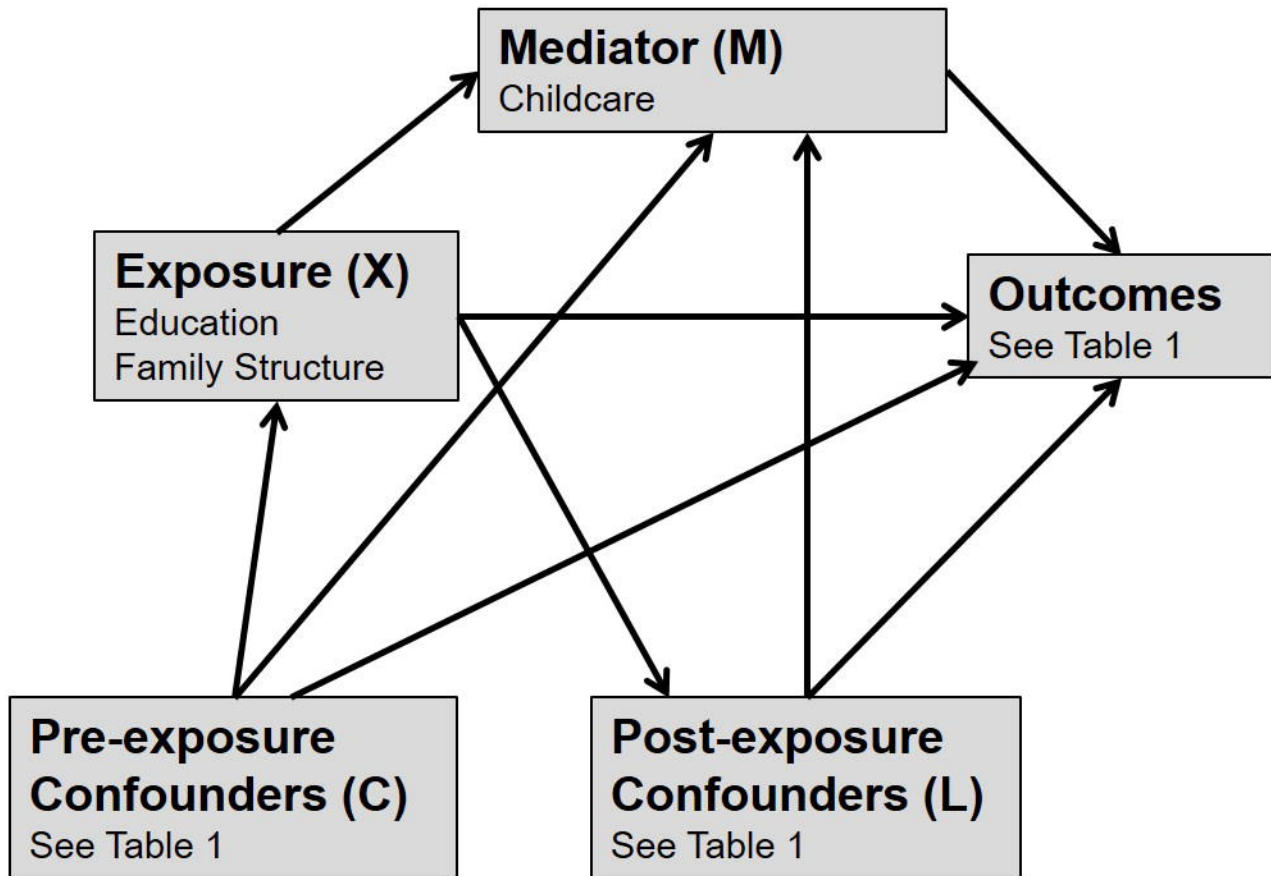 Mediator (M)
Childcare
Exposure (X)
Education
Family Structure
Outcomes
See Table 1
Pre-exposure
Confounders (C)
See Table 1
Post-exposure
Confounders (L)
See Table 1